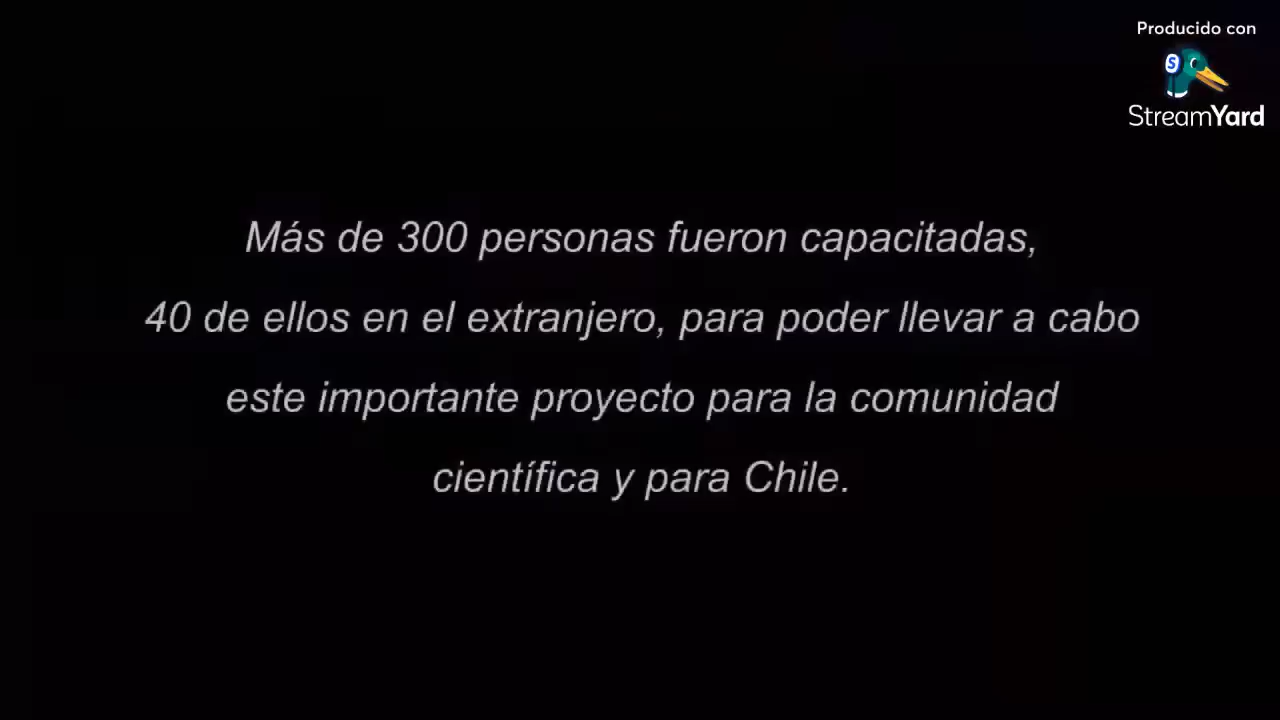 Producido con
S
StreamYard
Más de 300 personas fueron capacitadas,
40 de ellos en el extranjero, para poder llevar a cabo
este importante proyecto para la comunidad
científica y para Chile.